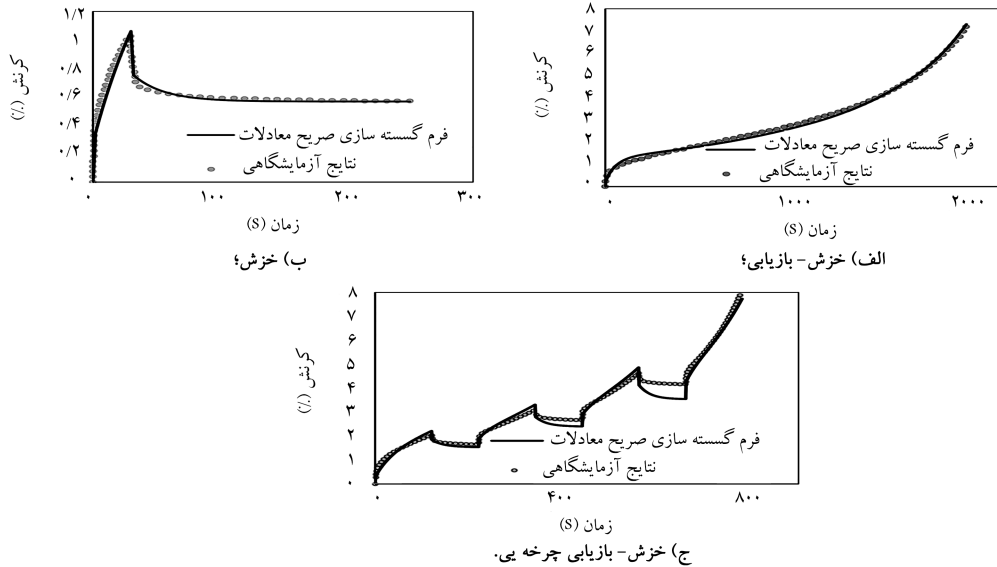 ۸
۷
۶
۵
۴
۳
۲
۱
۰
کرنش (٪)
فرم گسسته سازی صریح معادلات
نتایج آزمایشگاهی
۰ ۱۰۰۰ ۲۰۰۰
زمان (S)
الف) خزش- بازیابی؛
۱/۲
۱
۰/۸
۰/۶
۰/۴
۰/۲
۰
کرنش (٪)
فرم گسسته سازی صریح معادلات
نتایج آزمایشگاهی
۰ ۱۰۰ ۲۰۰ ۳۰۰
زمان (S)
ب) خزش؛
۸
۷
۶
۵
۴
۳
۲
۱
۰
کرنش (٪)
فرم گسسته سازی صریح معادلات
نتایج آزمایشگاهی
۰ ۴۰۰ ۸۰۰
زمان (S)
ج) خزش- بازیابی چرخه یی.